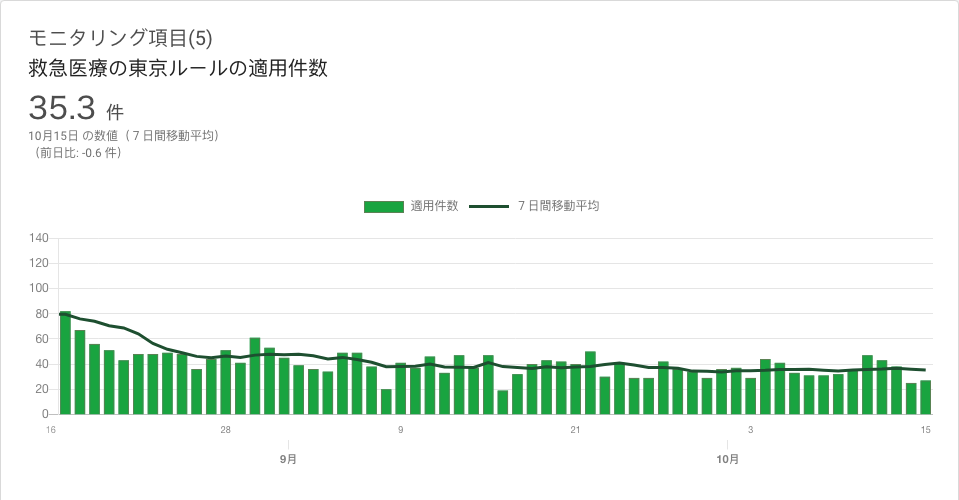 モニタリング項目(5)
救急医療の東京ルールの適用件数
35.3 件
10月15日 の数値（７日間移動平均）
（前日比: -0.6 件）
適用件数 ７日間移動平均
140
120
100
80
60
40
20
0
16 28 9 21 3 15
9月 10月